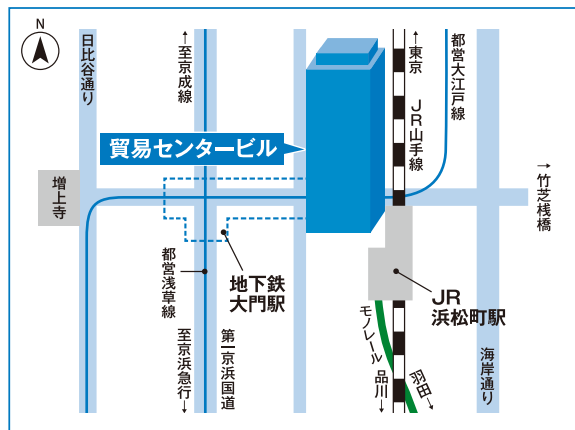 N
日比谷通り
←至京成線
←東京
都営大江戸線
JR山手線
貿易センタービル
増上寺
→竹芝桟橋
都営浅草線
地下鉄
大門駅
JR
浜松町駅
モノレール
至京浜急行→
第一京浜国道
品川→
羽田→
海岸通り